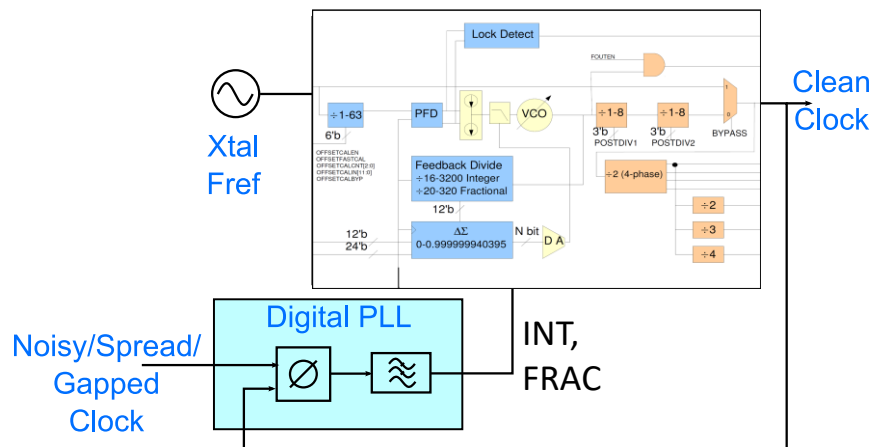 Lock Detect
FOUTEN
Clean
Clock
Xtal
Fref
÷1-63
6'b
OFFSETCALEN
OFFSETFASTCAL
OFFSETCALCNT[2:0]
OFFSETCALIN[11:0]
OFFSETCALBYP
PFD
VCO
÷1-8
3'b
POSTDIV1
÷1-8
3'b
POSTDIV2
1
0
BYPASS
Feedback Divide
÷16-3200 Integer
÷20-320 Fractional
12'b
÷2 (4-phase)
÷2
÷3
÷4
12'b
24'b
ΔΣ
0-0.999999940395
N bit
D A
Digital PLL
Noisy/Spread/
Gapped
Clock
INT,
FRAC